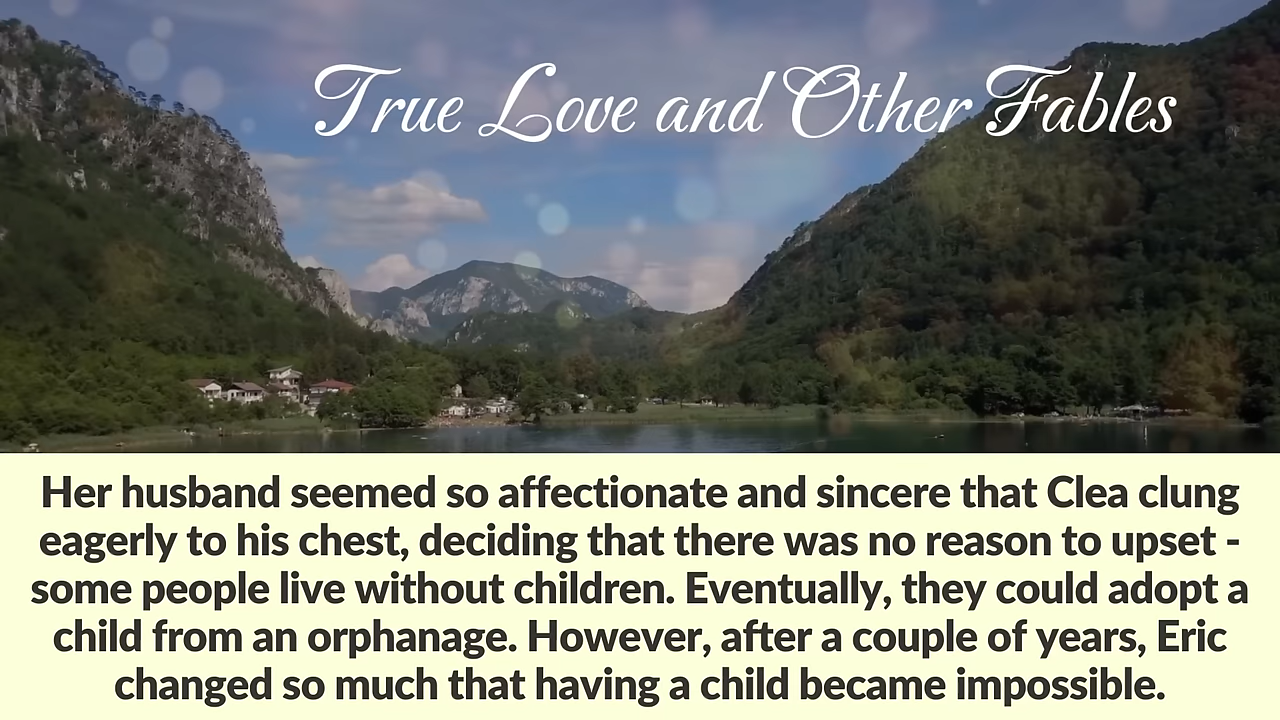 True Love and Other Fables
Her husband seemed so affectionate and sincere that Clea clung
eagerly to his chest, deciding that there was no reason to upset -
some people live without children. Eventually, they could adopt a
child from an orphanage. However, after a couple of years, Eric
changed so much that having a child became impossible.